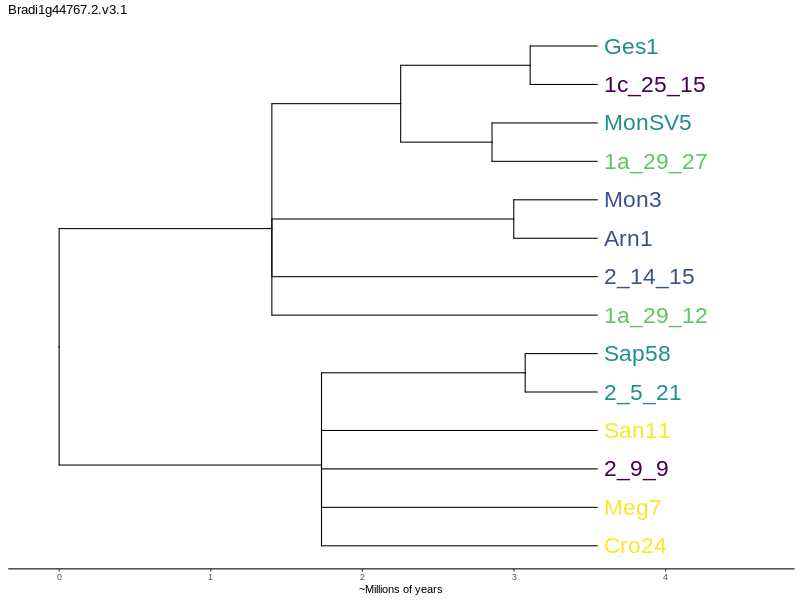 Bradi1g44767.2.v3.1
Ges1
1c_25_15
MonSV5
1a_29_27
Mon3
Arn1
2_14_15
1a_29_12
Sap58
2_5_21
San11
2_9_9
Meg7
Cro24
0 1 2 3 4
~Millions of years